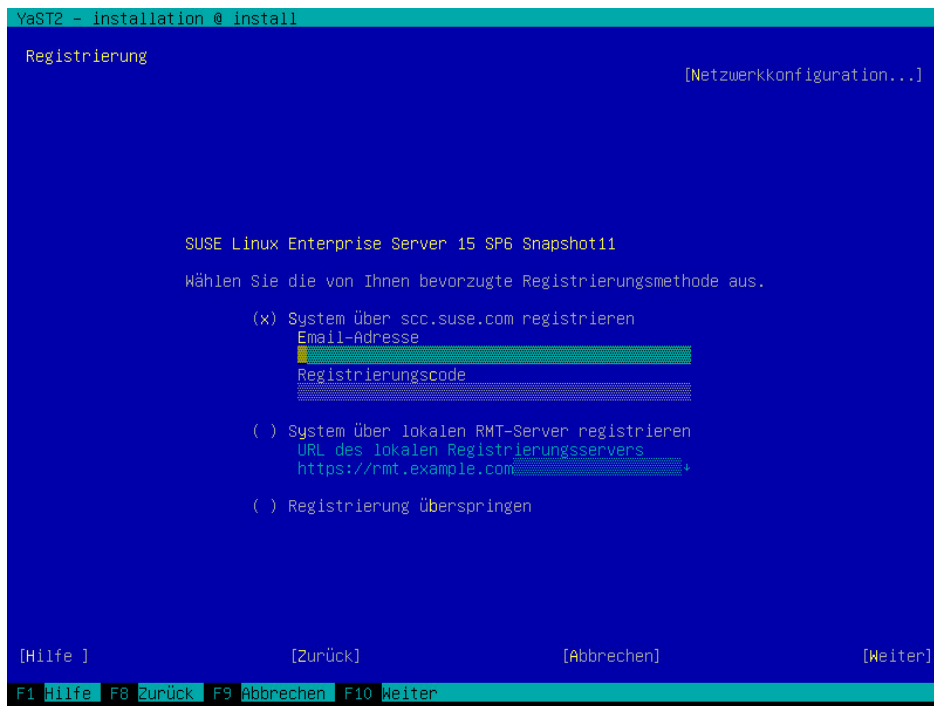 YaST2 - installation @ install
Registrierung
[Netzwerkkonfiguration...]
SUSE Linux Enterprise Server 15 SP6 Snapshot11
Wählen Sie die von Ihnen bevorzugte Registrierungsmethode aus.
(x) System über scc.suse.com registrieren
Email-Adresse
Registrierungscode
( ) System über lokalen RMT-Server registrieren
URL des lokalen Registrierungsservers
https://rmt.example.com
( ) Registrierung überspringen
[Hilfe ] [Zurück] [Abbrechen] [Weiter]
F1 Hilfe F8 Zurück F9 Abbrechen F10 Weiter